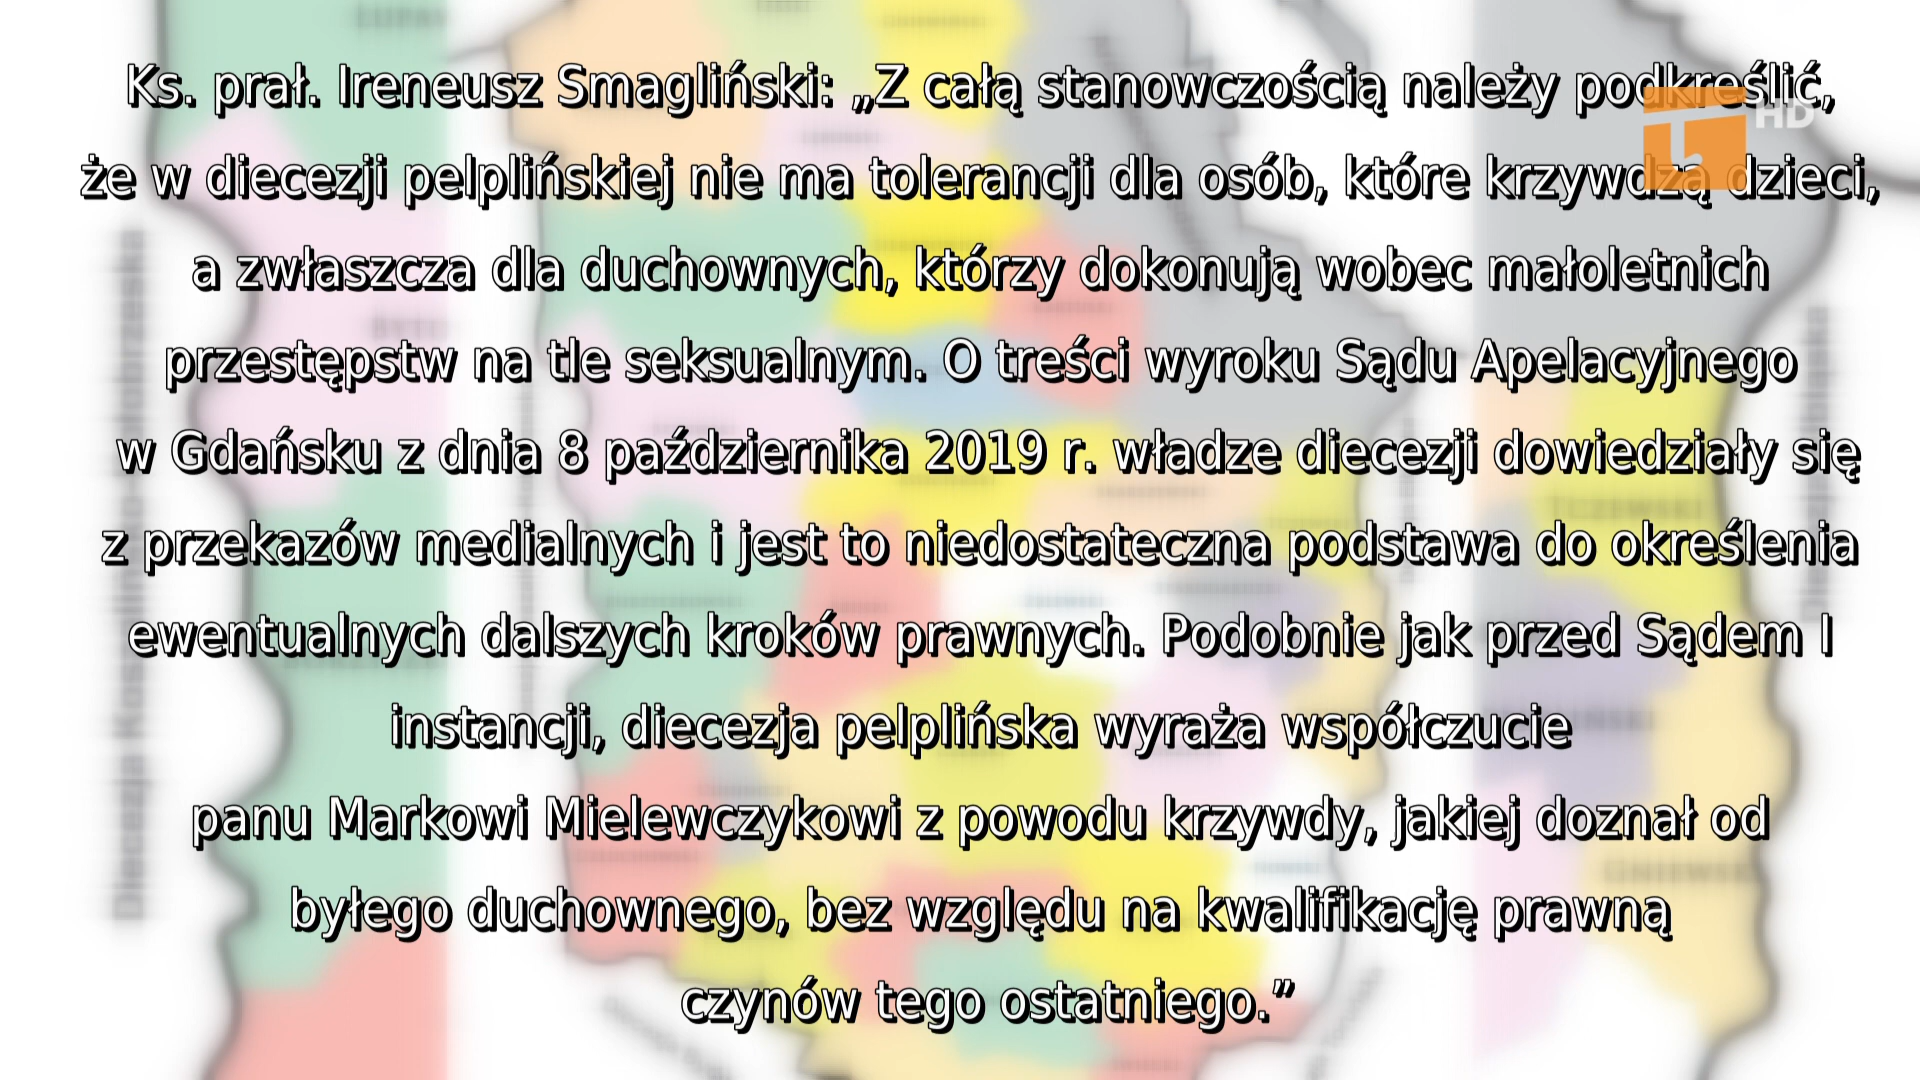 Ks. prał. Ireneusz Smagliński: „Z całą stanowczością należy podkreślić,
że w diecezji pelplińskiej nie ma tolerancji dla osób, które krzywdzą dzieci,
a zwłaszcza dla duchownych, którzy dokonują wobec małoletnich
przestępstw na tle seksualnym. O treści wyroku Sądu Apelacyjnego
w Gdańsku z dnia 8 października 2019 r. władze diecezji dowiedziały się
z przekazów medialnych i jest to niedostateczna podstawa do określenia
ewentualnych dalszych kroków prawnych. Podobnie jak przed Sądem I
instancji, diecezja pelplińska wyraża współczucie
panu Markowi Mielewczykowi z powodu krzywdy, jakiej doznał od
byłego duchownego, bez względu na kwalifikację prawną
czynów tego ostatniego.”
HD